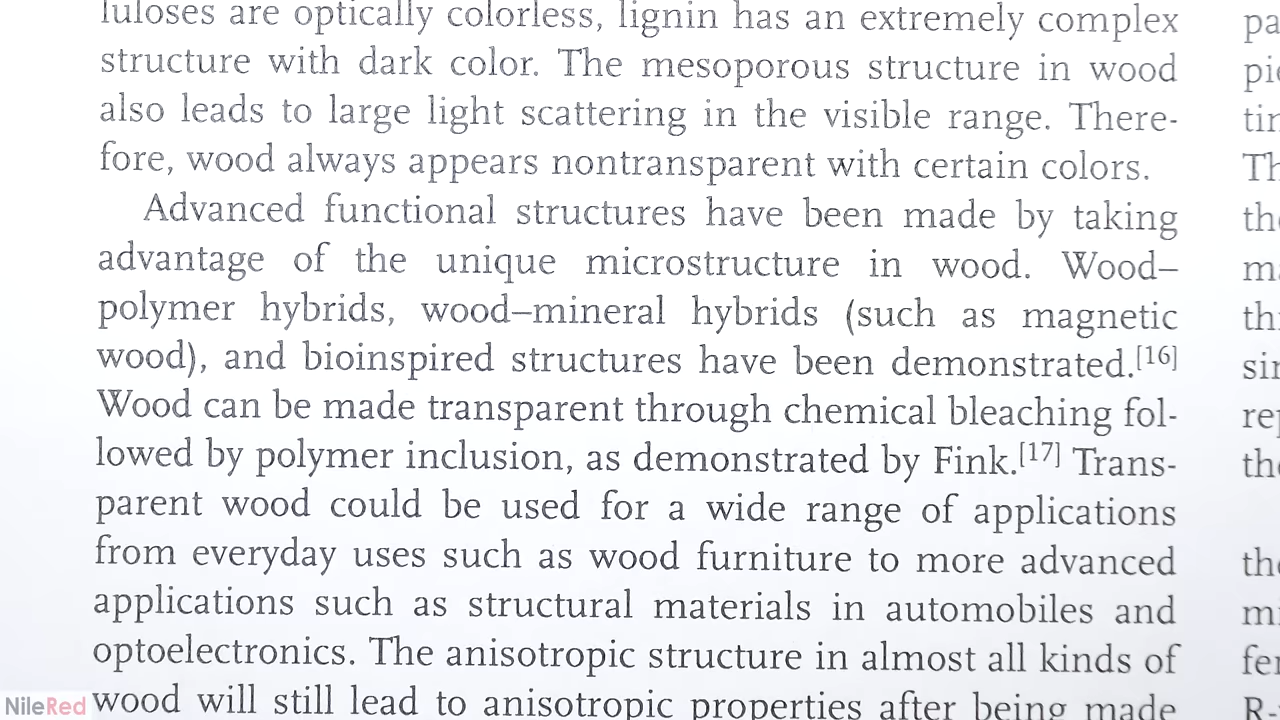 luloses are optically colorless, lignin has an extremely complex
structure with dark color. The mesoporous structure in wood
also leads to large light scattering in the visible range. There-
fore, wood always appears nontransparent with certain colors.
Advanced functional structures have been made by taking
advantage of the unique microstructure in wood. Wood–
polymer hybrids, wood–mineral hybrids (such as magnetic
wood), and bioinspired structures have been demonstrated.[16]
Wood can be made transparent through chemical bleaching fol-
lowed by polymer inclusion, as demonstrated by Fink.[17] Trans-
parent wood could be used for a wide range of applications
from everyday uses such as wood furniture to more advanced
applications such as structural materials in automobiles and
optoelectronics. The anisotropic structure in almost all kinds of
wood will still lead to anisotropic properties after being made
NileRed